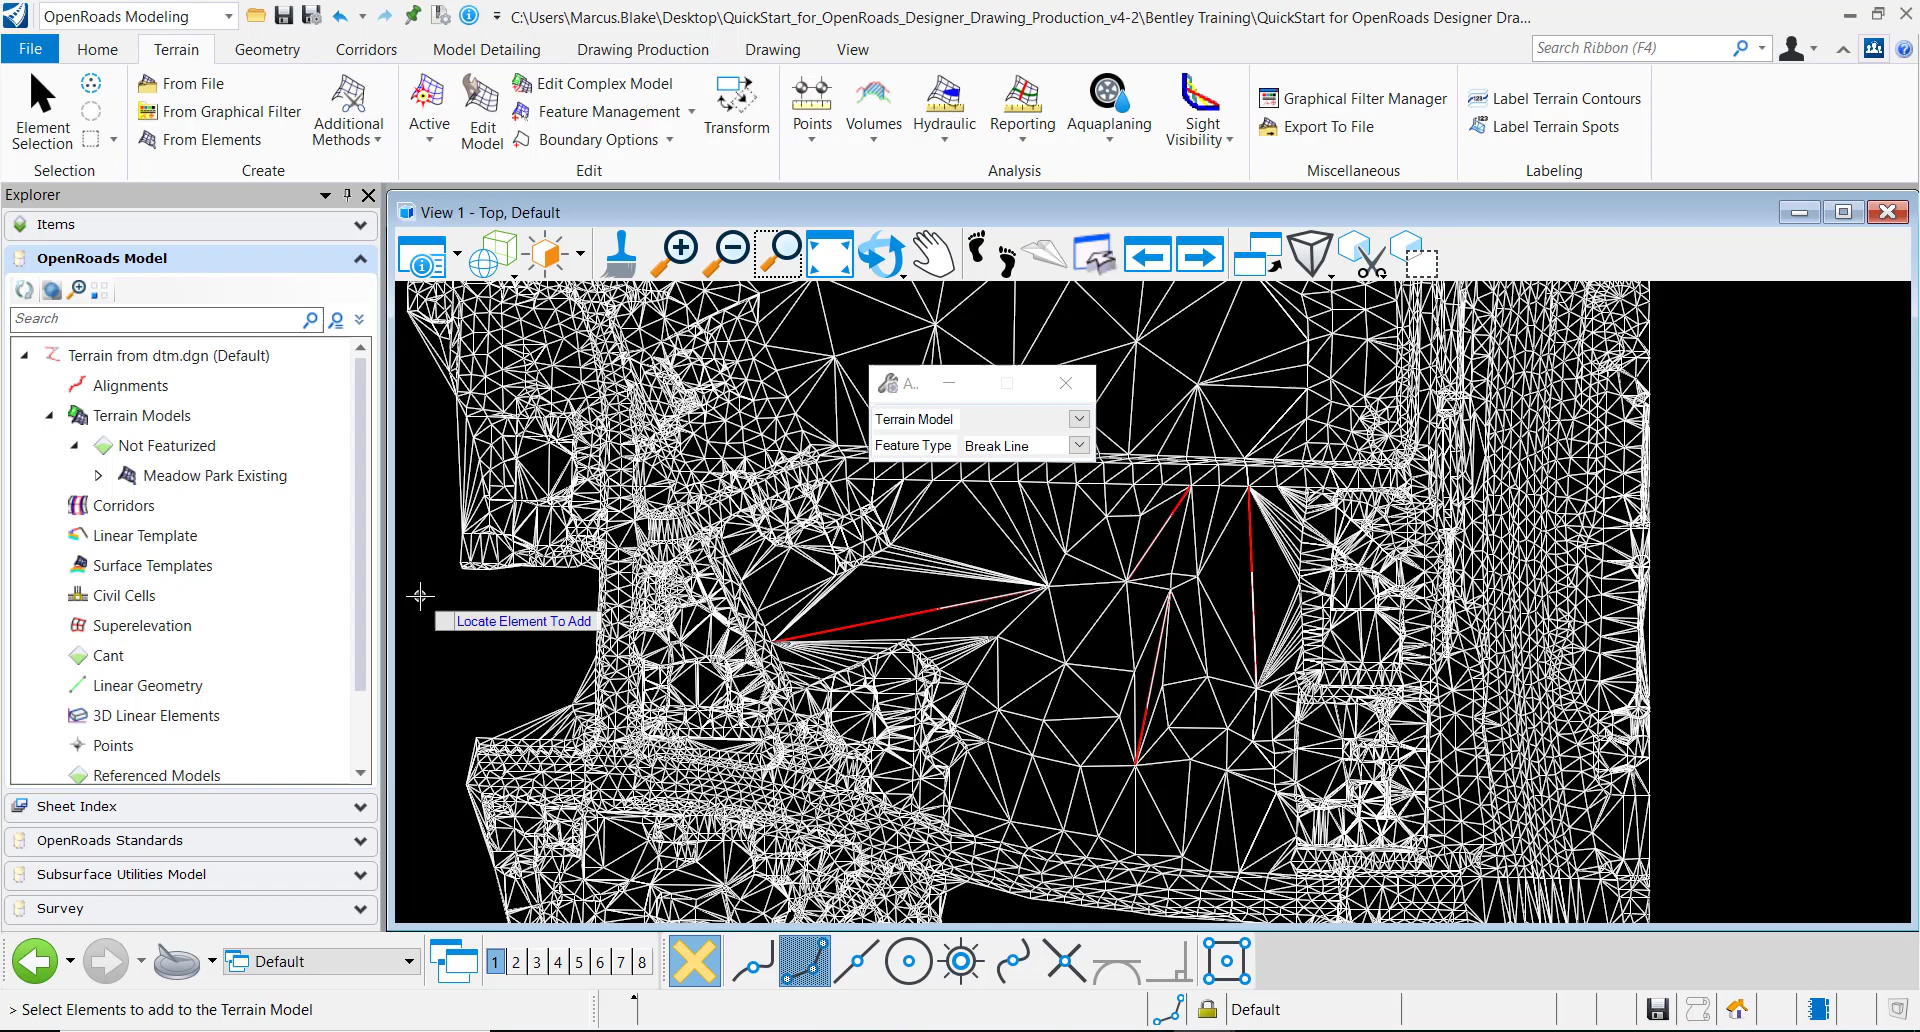 OpenRoads Modeling
C:\Users\Marcus.Blake\Desktop\QuickStart_for_OpenRoads_Designer_Drawing_Production_v4-2\Bentley Training\QuickStart for OpenRoads Designer Dra...
File Home Terrain Geometry Corridors Model Detailing Drawing Production Drawing View
Search Ribbon (F4)
Element Selection
From File
From Graphical Filter
From Elements
Additional Methods
Active
Edit Model
Edit Complex Model
Feature Management
Boundary Options
Transform
Points
Volumes
Hydraulic
Reporting
Aquaplaning
Sight Visibility
Graphical Filter Manager
Export To File
Label Terrain Contours
Label Terrain Spots
Selection Create Edit Analysis Miscellaneous Labeling
Explorer
Items
OpenRoads Model
Search
Terrain from dtm.dgn (Default)
Alignments
Terrain Models
Not Featurized
Meadow Park Existing
Corridors
Linear Template
Surface Templates
Civil Cells
Superelevation
Cant
Linear Geometry
3D Linear Elements
Points
Referenced Models
Sheet Index
OpenRoads Standards
Subsurface Utilities Model
Survey
View 1 - Top, Default
A..
Terrain Model
Feature Type Break Line
Locate Element To Add
Default
1 2 3 4 5 6 7 8
> Select Elements to add to the Terrain Model
Default